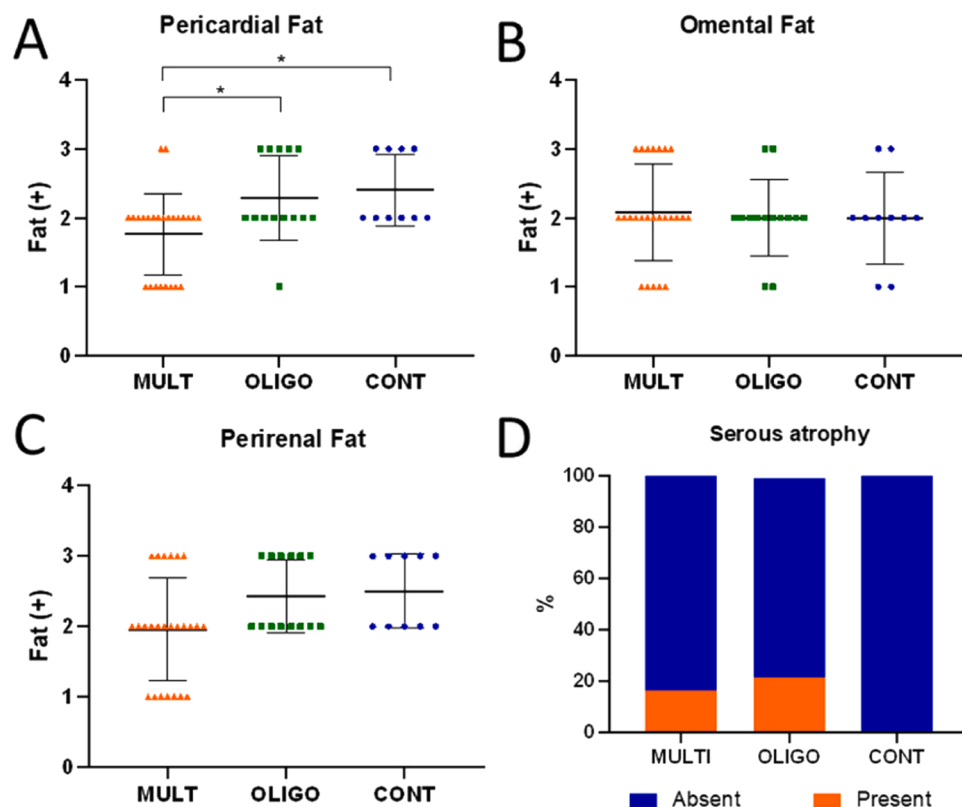 A
Pericardial Fat
*
*
Fat (+)
4
3
2
1
0
MULT OLIGO CONT
B
Omental Fat
Fat (+)
4
3
2
1
0
MULT OLIGO CONT
C
Perirenal Fat
Fat (+)
4
3
2
1
0
MULT OLIGO CONT
D
Serous atrophy
%
100
80
60
40
20
0
MULTI OLIGO CONT
Absent Present